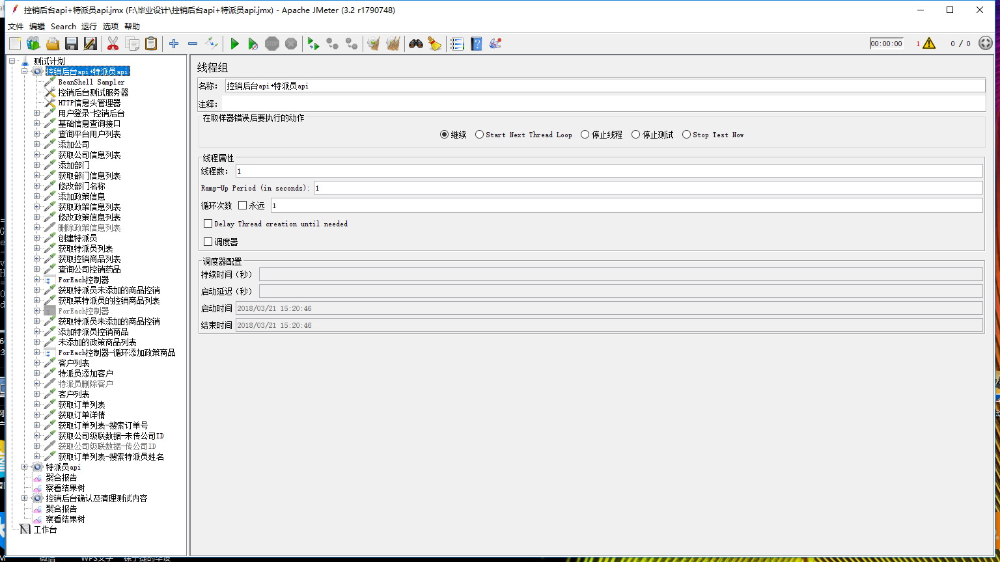 控销后台api+特派员api.jmx (F:\毕业设计\控销后台api+特派员api.jmx) - Apache JMeter (3.2 r1790748)
文件 编辑 Search 运行 选项 帮助
00:00:00 1 0 / 0
测试计划
控销后台api+特派员api
BeanShell Sampler
控销后台测试服务器
HTTP信息头管理器
用户登录-控销后台
基础信息查询接口
查询平台用户列表
添加公司
获取公司信息列表
添加部门
获取部门信息列表
修改部门名称
添加政策信息
获取政策信息列表
修改政策信息列表
删除政策信息列表
创建特派员
获取特派员列表
获取控销商品列表
查询公司控销药品
ForEach控制器
获取特派员未添加的商品控销
获取某特派员的控销商品列表
ForEach控制器
获取特派员未添加的商品控销
添加特派员控销商品
未添加的政策商品列表
ForEach控制器-循环添加政策商品
客户列表
特派员添加客户
特派员删除客户
客户列表
获取订单列表
获取订单详情
获取订单列表-搜索订单号
获取公司级联数据-未传公司ID
获取公司级联数据-传公司ID
获取订单列表-搜索特派员姓名
特派员api
聚合报告
察看结果树
控销后台确认及清理测试内容
聚合报告
察看结果树
工作台
线程组
名称： 控销后台api+特派员api
注释：
在取样器错误后要执行的动作
继续 Start Next Thread Loop 停止线程 停止测试 Stop Test Now
线程属性
线程数： 1
Ramp-Up Period (in seconds): 1
循环次数 永远 1
Delay Thread creation until needed
调度器
调度器配置
持续时间（秒）
启动延迟（秒）
启动时间 2018/03/21 15:20:46
结束时间 2018/03/21 15:20:46